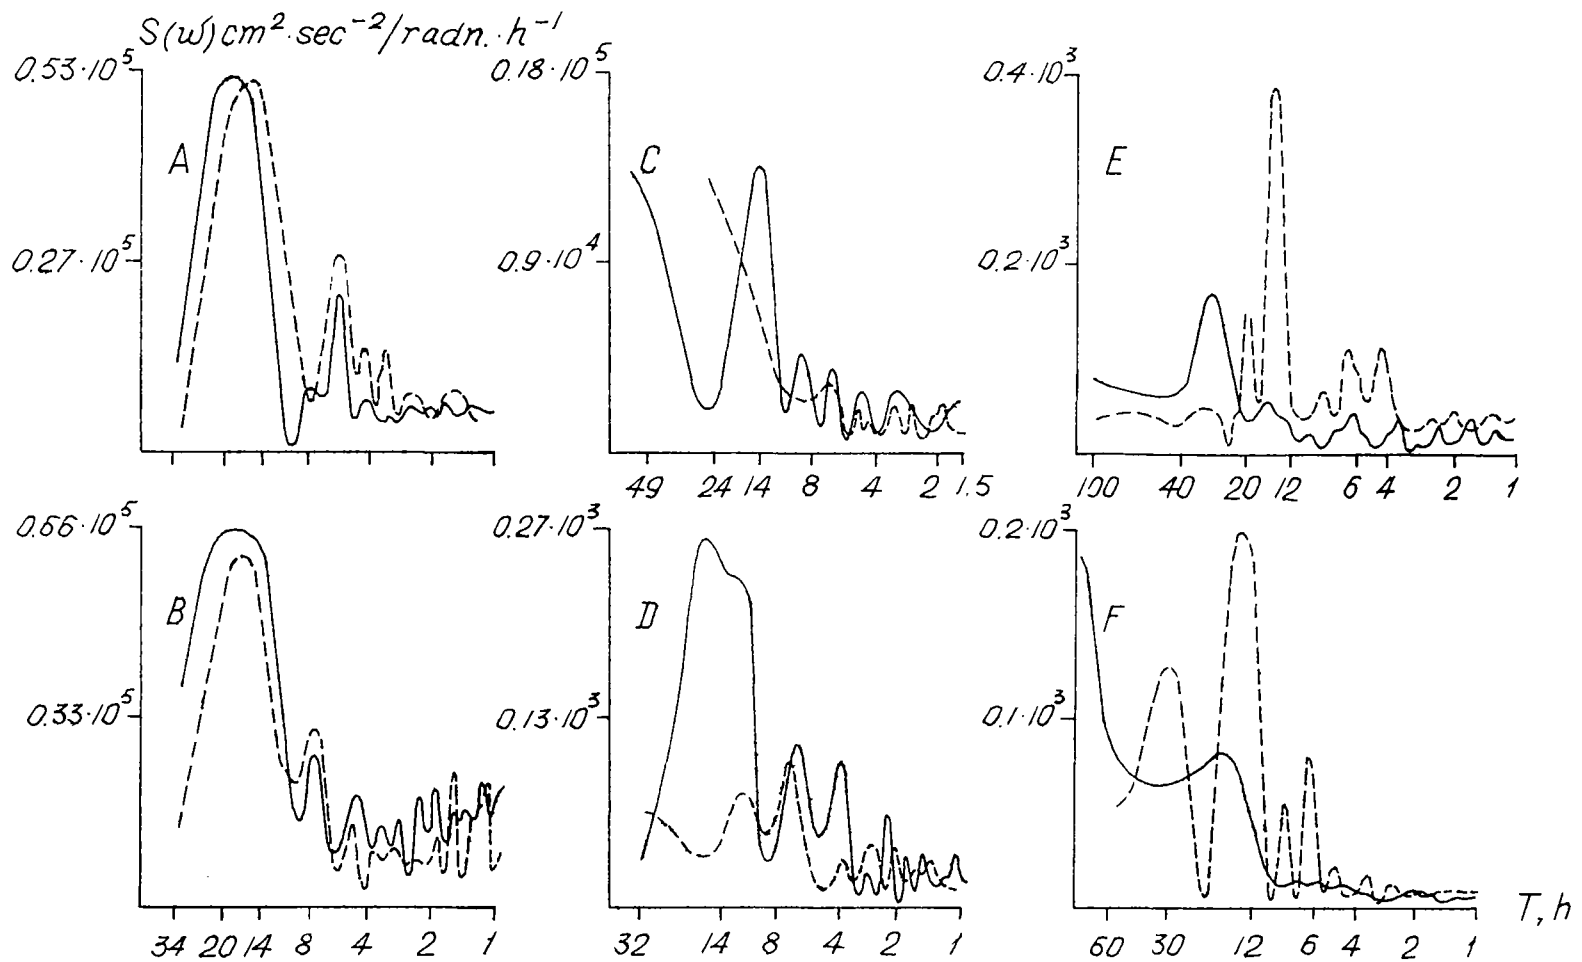 S(ω) cm²·sec⁻²/radn.·h⁻¹
0.53·10⁵
0.27·10⁵
A
0.18·10⁵
0.9·10⁴
C
49 24 14 8 4 2 1.5
0.4·10³
0.2·10³
E
100 40 20 12 6 4 2 1
0.66·10⁵
0.33·10⁵
B
34 20 14 8 4 2 1
0.27·10³
0.13·10³
D
32 14 8 4 2 1
0.2·10³
0.1·10³
F
60 30 12 6 4 2 1
T, h